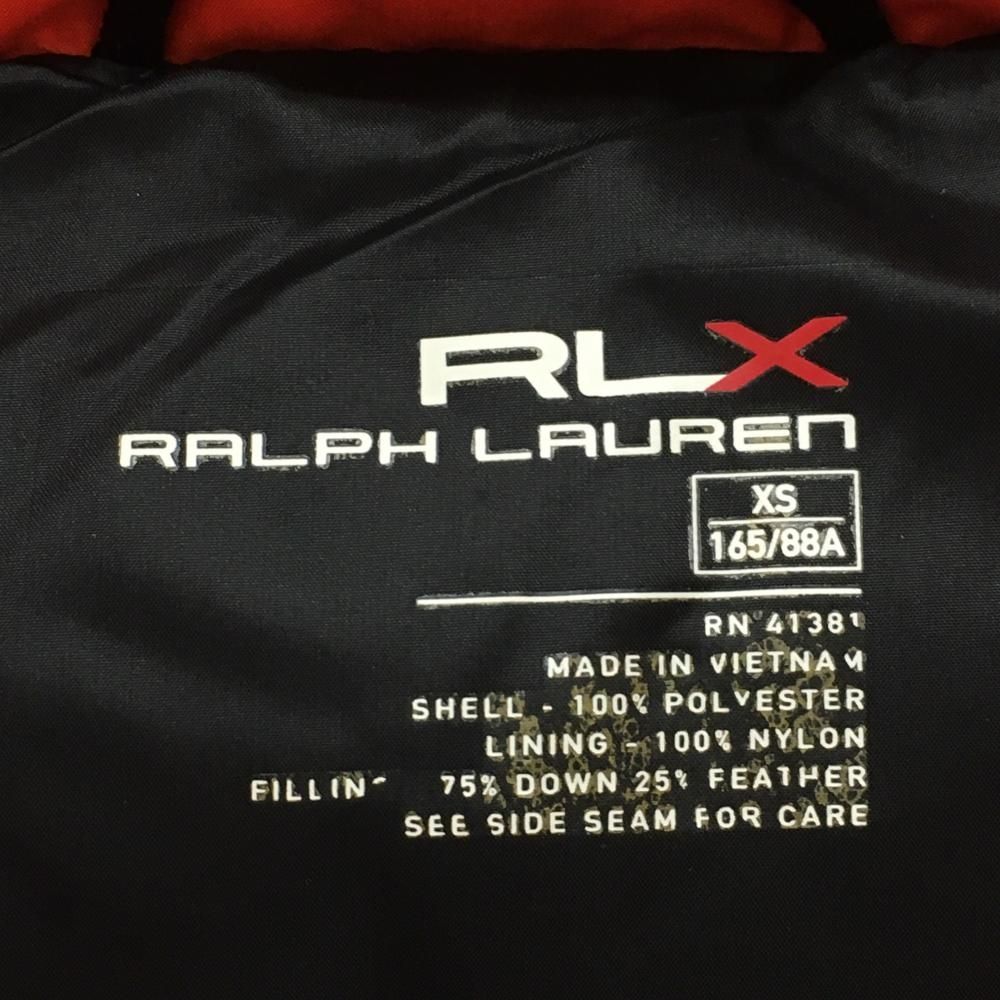 RLX
RALPH LAUREN
XS
165/88A
RN 41381
MADE IN VIETNAM
SHELL - 100% POLYESTER
LINING - 100% NYLON
FILLING 75% DOWN 25% FEATHER
SEE SIDE SEAM FOR CARE